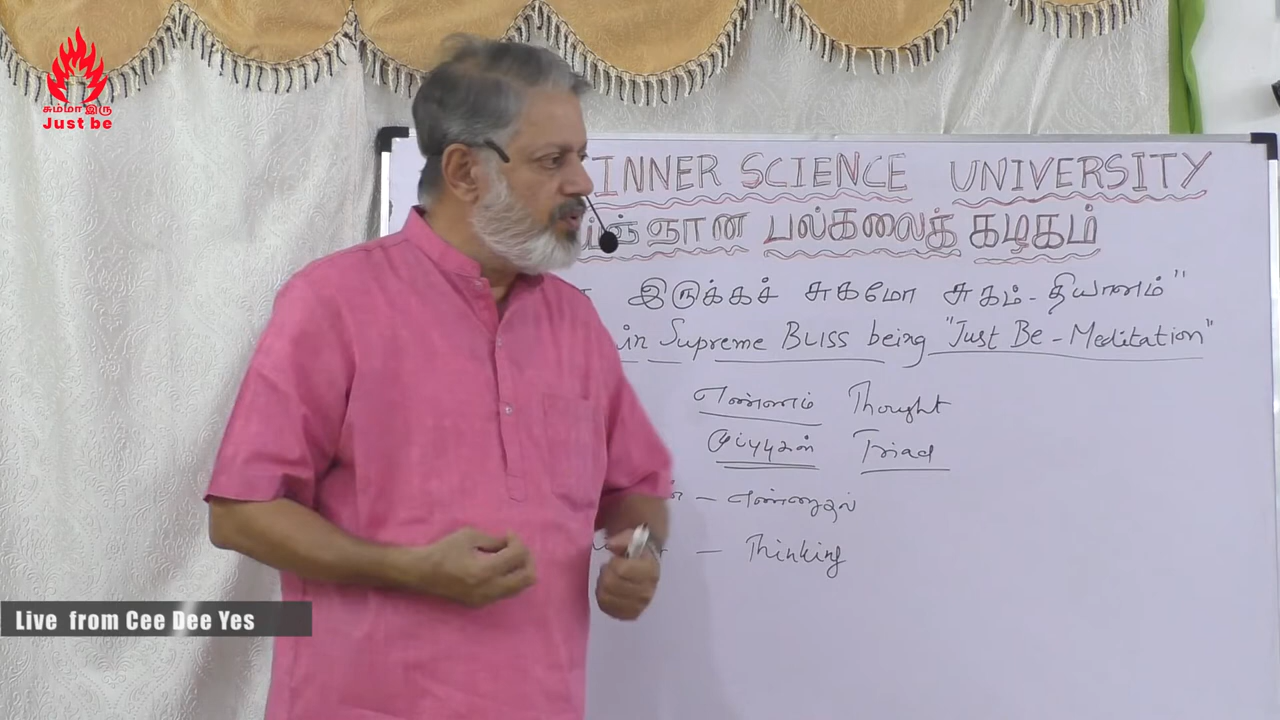 சும்மா இரு
Just be
INNER SCIENCE UNIVERSITY
பல்கலைக் கழகம்
இருக்கச் சுகமோ சுகம் - தியானம்"
in Supreme BLISS being "Just Be - Meditation"
எண்ணம் Thought
முப்புடிகள் Triad
– எண்ணுதல்
– Thinking
Live from Cee Dee Yes